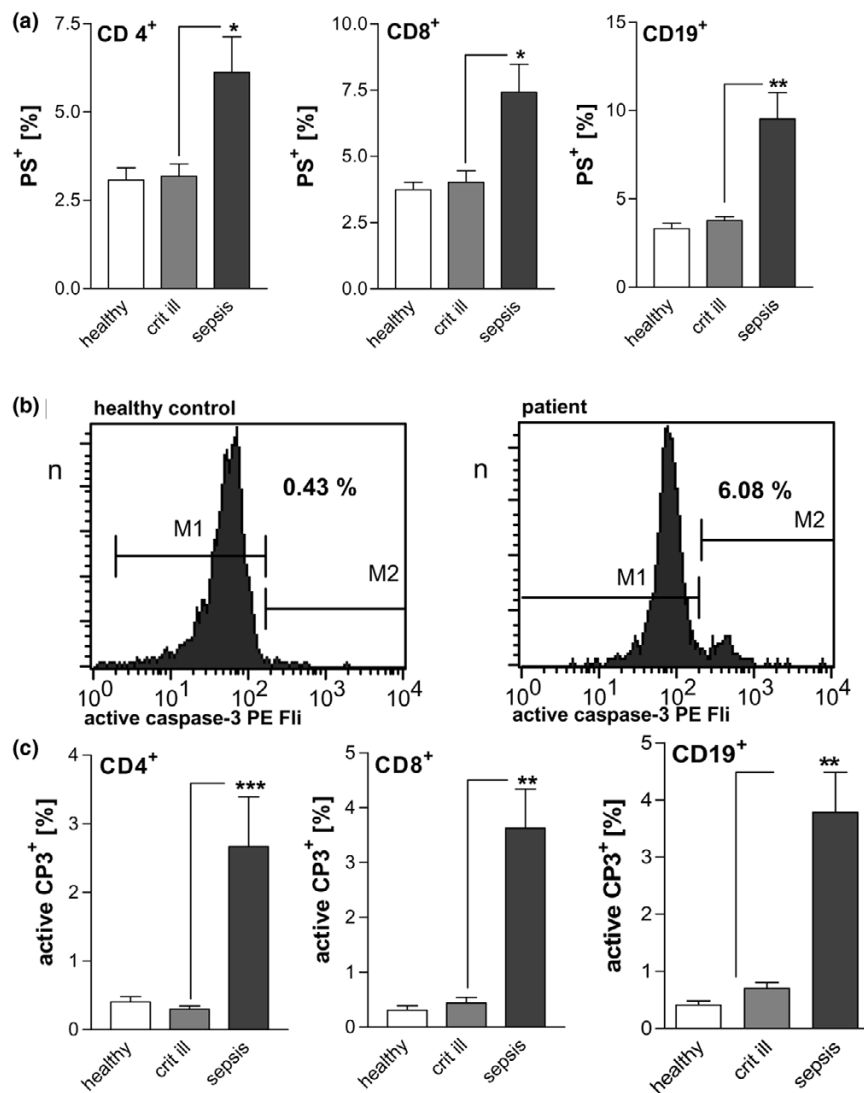 (a)
CD 4+
PS+ [%]
7.5
5.0
2.5
0.0
healthy
crit ill
sepsis
*
CD8+
PS+ [%]
10.0
7.5
5.0
2.5
0.0
healthy
crit ill
sepsis
*
CD19+
PS+ [%]
15
10
5
0
healthy
crit ill
sepsis
**
(b)
healthy control
n
0.43 %
M1
M2
10^0 10^1 10^2 10^3 10^4
active caspase-3 PE Fli
patient
n
6.08 %
M2
M1
10^0 10^1 10^2 10^3 10^4
active caspase-3 PE Fli
(c)
CD4+
active CP3+ [%]
4
3
2
1
0
healthy
crit ill
sepsis
***
CD8+
active CP3+ [%]
5
4
3
2
1
0
healthy
crit ill
sepsis
**
CD19+
active CP3+ [%]
5
4
3
2
1
0
healthy
crit ill
sepsis
**